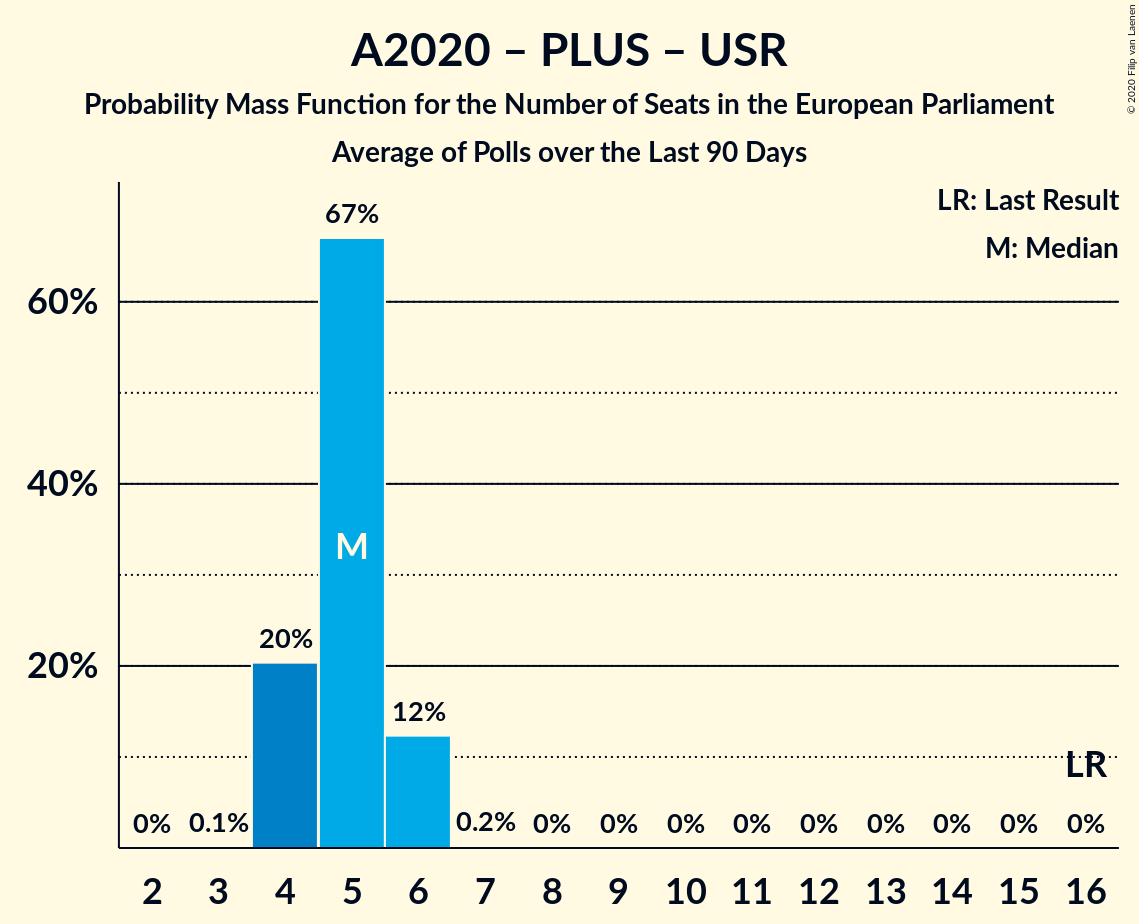 A2020 – PLUS – USR
Probability Mass Function for the Number of Seats in the European Parliament
Average of Polls over the Last 90 Days
© 2020 Filip van Laenen
LR: Last Result
M: Median
67%
60%
40%
M
20%
20%
12%
LR
0% 0.1% 0.2% 0% 0% 0% 0% 0% 0% 0% 0% 0%
2 3 4 5 6 7 8 9 10 11 12 13 14 15 16